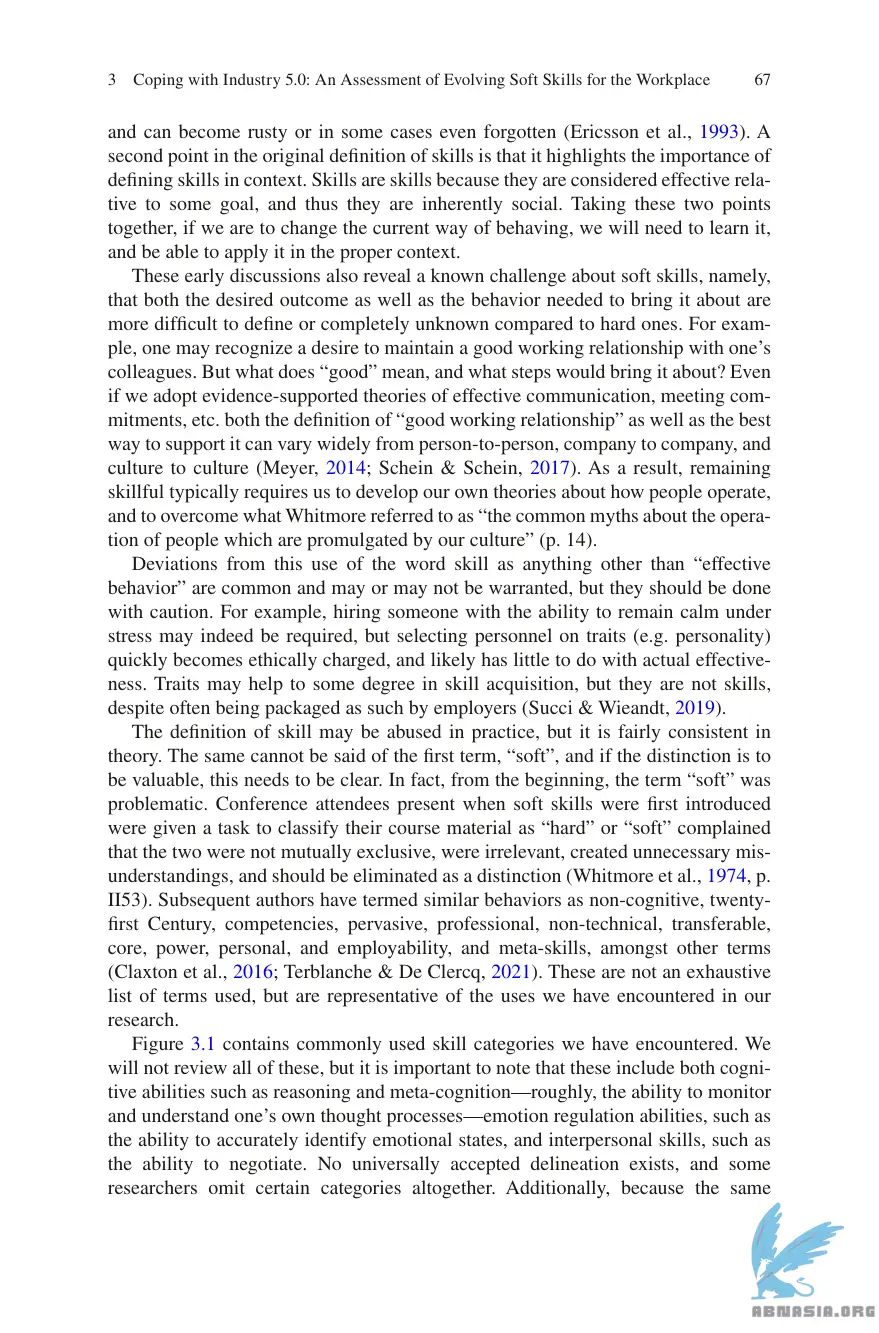 3 Coping with Industry 5.0: An Assessment of Evolving Soft Skills for the Workplace 67
and can become rusty or in some cases even forgotten (Ericsson et al., 1993). A
second point in the original definition of skills is that it highlights the importance of
defining skills in context. Skills are skills because they are considered effective rela-
tive to some goal, and thus they are inherently social. Taking these two points
together, if we are to change the current way of behaving, we will need to learn it,
and be able to apply it in the proper context.
These early discussions also reveal a known challenge about soft skills, namely,
that both the desired outcome as well as the behavior needed to bring it about are
more difficult to define or completely unknown compared to hard ones. For exam-
ple, one may recognize a desire to maintain a good working relationship with one’s
colleagues. But what does “good” mean, and what steps would bring it about? Even
if we adopt evidence-supported theories of effective communication, meeting com-
mitments, etc. both the definition of “good working relationship” as well as the best
way to support it can vary widely from person-to-person, company to company, and
culture to culture (Meyer, 2014; Schein & Schein, 2017). As a result, remaining
skillful typically requires us to develop our own theories about how people operate,
and to overcome what Whitmore referred to as “the common myths about the opera-
tion of people which are promulgated by our culture” (p. 14).
Deviations from this use of the word skill as anything other than “effective
behavior” are common and may or may not be warranted, but they should be done
with caution. For example, hiring someone with the ability to remain calm under
stress may indeed be required, but selecting personnel on traits (e.g. personality)
quickly becomes ethically charged, and likely has little to do with actual effective-
ness. Traits may help to some degree in skill acquisition, but they are not skills,
despite often being packaged as such by employers (Succi & Wieandt, 2019).
The definition of skill may be abused in practice, but it is fairly consistent in
theory. The same cannot be said of the first term, “soft”, and if the distinction is to
be valuable, this needs to be clear. In fact, from the beginning, the term “soft” was
problematic. Conference attendees present when soft skills were first introduced
were given a task to classify their course material as “hard” or “soft” complained
that the two were not mutually exclusive, were irrelevant, created unnecessary mis-
understandings, and should be eliminated as a distinction (Whitmore et al., 1974, p.
II53). Subsequent authors have termed similar behaviors as non-cognitive, twenty-
first Century, competencies, pervasive, professional, non-technical, transferable,
core, power, personal, and employability, and meta-skills, amongst other terms
(Claxton et al., 2016; Terblanche & De Clercq, 2021). These are not an exhaustive
list of terms used, but are representative of the uses we have encountered in our
research.
Figure 3.1 contains commonly used skill categories we have encountered. We
will not review all of these, but it is important to note that these include both cogni-
tive abilities such as reasoning and meta-cognition—roughly, the ability to monitor
and understand one’s own thought processes—emotion regulation abilities, such as
the ability to accurately identify emotional states, and interpersonal skills, such as
the ability to negotiate. No universally accepted delineation exists, and some
researchers omit certain categories altogether. Additionally, because the same
ABNASIA.ORG